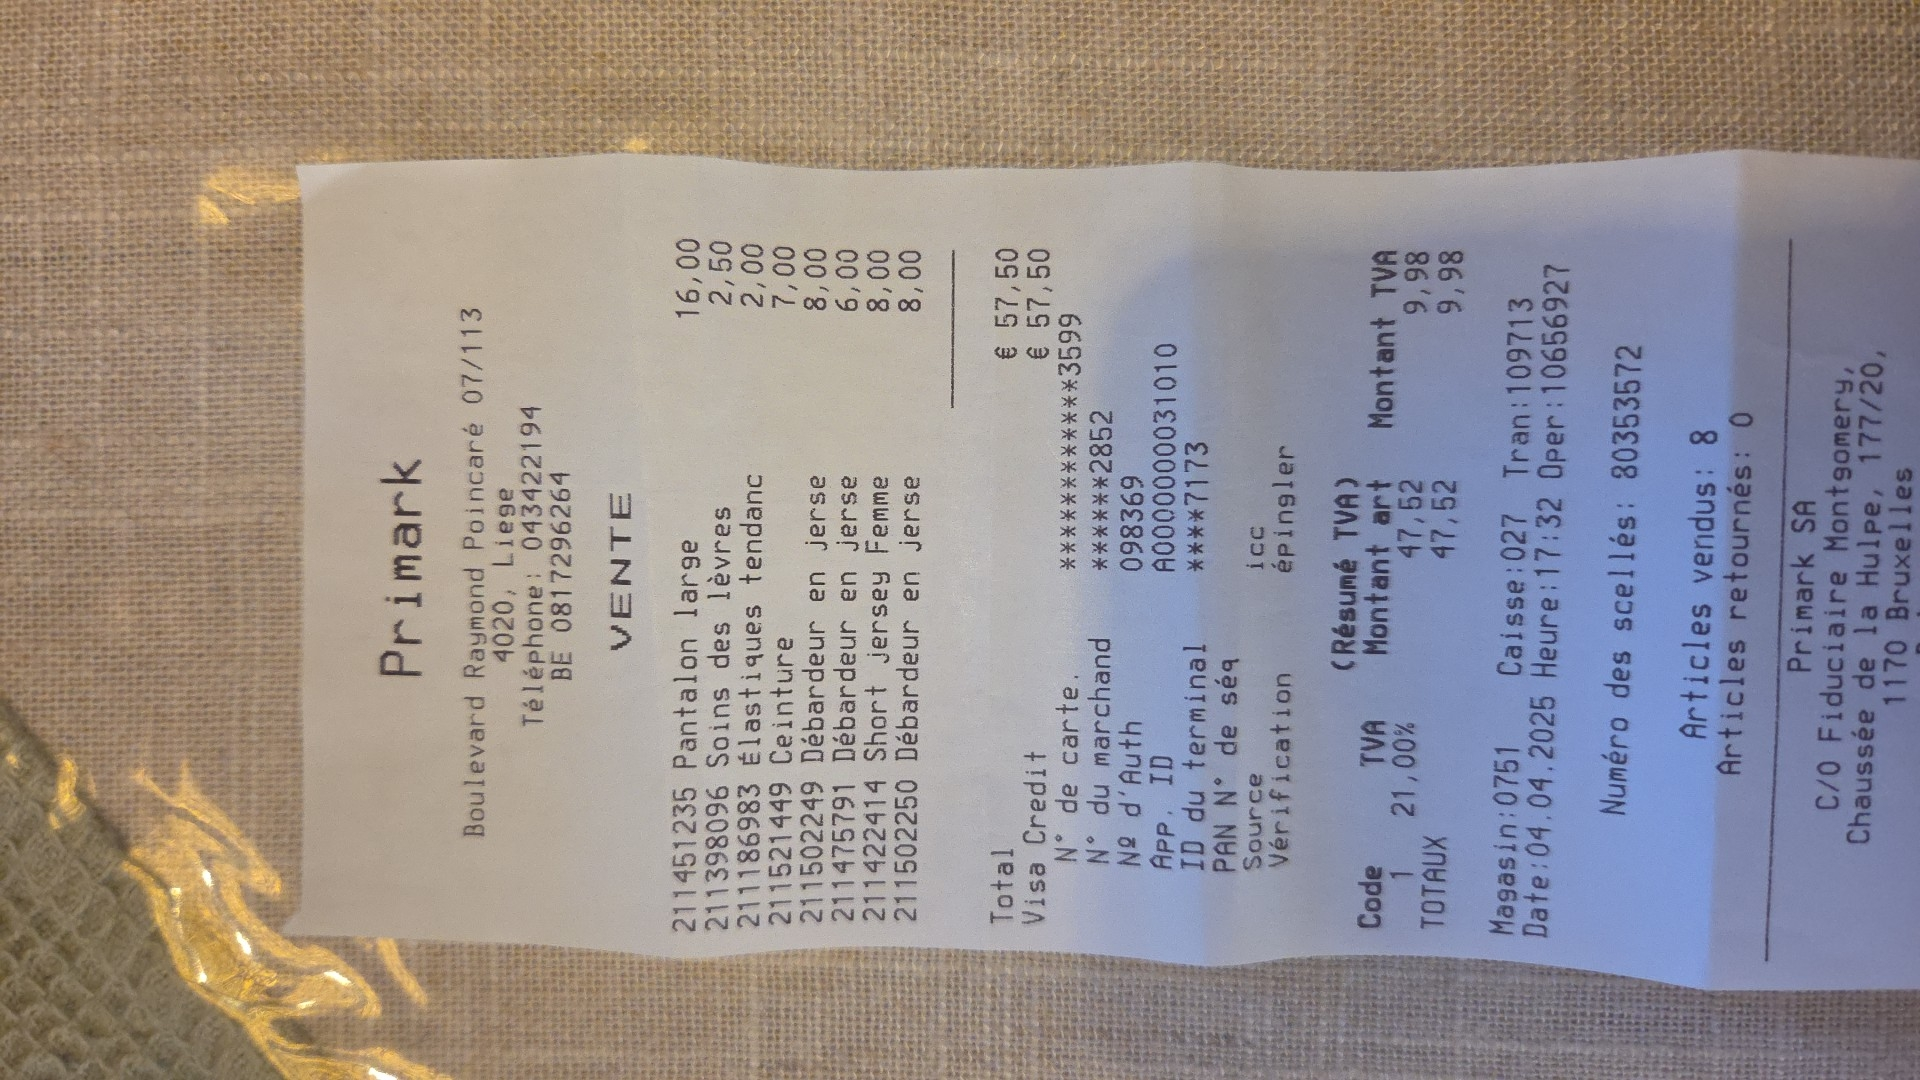 Primark
Boulevard Raymond Poincaré 07/113
4020, Liege
Téléphone: 043422194
BE 0817296264
VENTE
211451235 Pantalon large 16,00
211398096 Soins des lèvres 2,50
211186983 Élastiques tendanc 2,00
211521449 Ceinture 7,00
211502249 Débardeur en jerse 8,00
211475791 Débardeur en jerse 6,00
211422414 Short jersey Femme 8,00
211502250 Débardeur en jerse 8,00
Total € 57,50
Visa Credit € 57,50
N° de carte. ************3599
N° du marchand ******2852
Nº d'Auth 098369
App. ID A0000000031010
ID du terminal ****7173
PAN N° de séq
Source icc
Vérification épingler
(Résumé TVA)
Code TVA Montant art Montant TVA
1 21,00% 47,52 9,98
TOTAUX 47,52 9,98
Magasin:0751 Caisse:027 Tran:109713
Date:04.04.2025 Heure:17:32 Oper:10656927
Numéro des scellés: 80353572
Articles vendus: 8
Articles retournés: 0
Primark SA
C/O Fiduciaire Montgomery,
Chaussée de la Hulpe, 177/20,
1170 Bruxelles